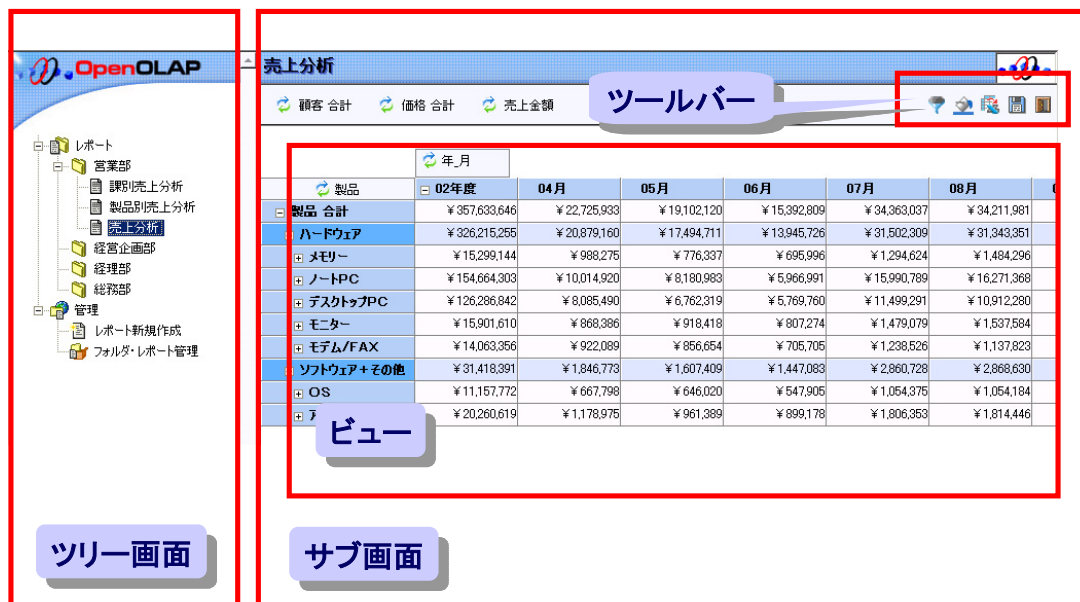 OpenOLAP
レポート
営業部
課別売上分析
製品別売上分析
売上分析
経営企画部
経理部
総務部
管理
レポート新規作成
フォルダ・レポート管理
ツリー画面
売上分析
顧客 合計 価格 合計 売上金額
ツールバー
年_月
製品 02年度 04月 05月 06月 07月 08月
製品 合計 ¥357,633,646 ¥22,725,933 ¥19,102,120 ¥15,392,809 ¥34,363,037 ¥34,211,981
ハードウェア ¥326,215,255 ¥20,879,160 ¥17,494,711 ¥13,945,726 ¥31,502,309 ¥31,343,351
メモリー ¥15,299,144 ¥988,275 ¥776,337 ¥695,996 ¥1,294,624 ¥1,484,296
ノートPC ¥154,664,303 ¥10,014,920 ¥8,180,983 ¥5,966,991 ¥15,990,789 ¥16,271,368
デスクトップPC ¥126,286,842 ¥8,085,490 ¥6,762,319 ¥5,769,760 ¥11,499,291 ¥10,912,280
モニター ¥15,901,610 ¥868,386 ¥918,418 ¥807,274 ¥1,479,079 ¥1,537,584
モデム/FAX ¥14,063,356 ¥922,089 ¥856,654 ¥705,705 ¥1,238,526 ¥1,137,823
ソフトウェア+その他 ¥31,418,391 ¥1,846,773 ¥1,607,409 ¥1,447,083 ¥2,860,728 ¥2,868,630
OS ¥11,157,772 ¥667,798 ¥646,020 ¥547,905 ¥1,054,375 ¥1,054,184
¥20,260,619 ¥1,178,975 ¥961,389 ¥899,178 ¥1,806,353 ¥1,814,446
ビュー
サブ画面